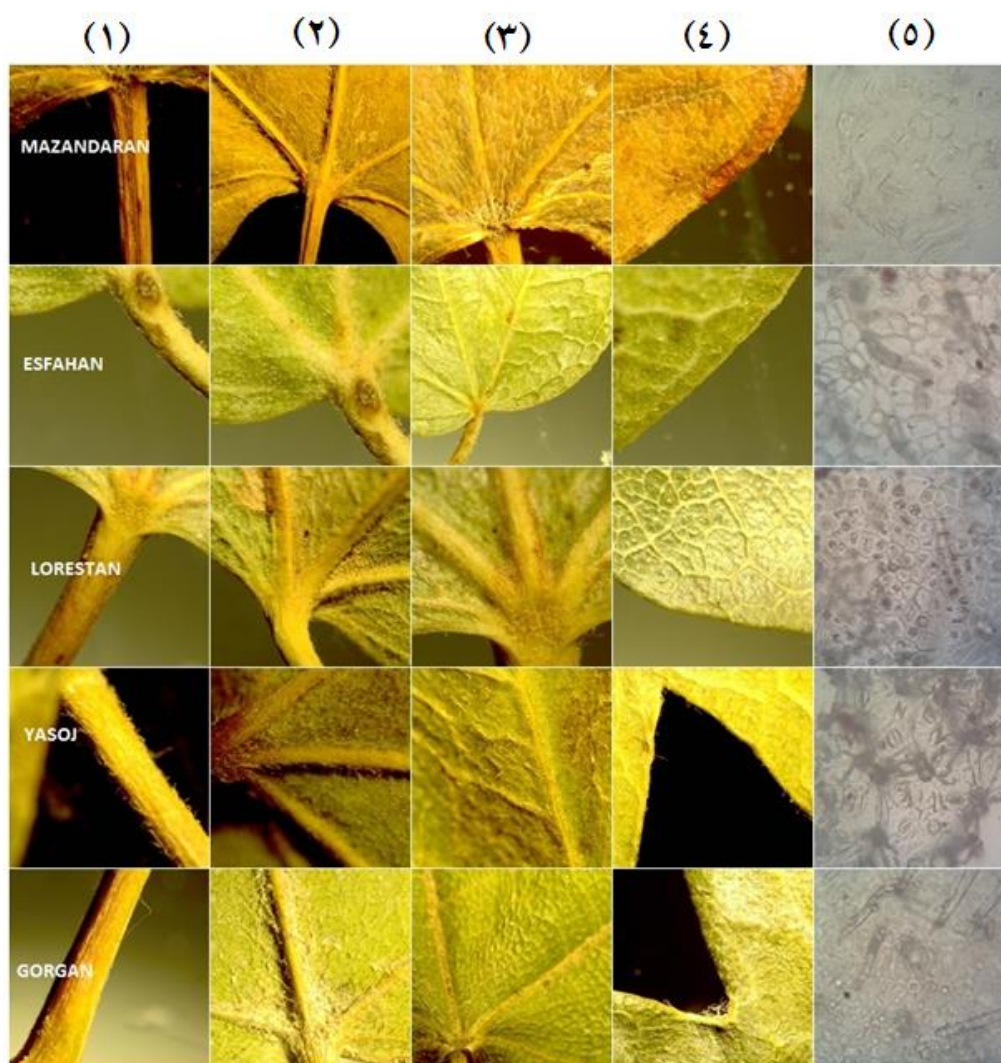 (١) (٢) (٣) (٤) (٥)
MAZANDARAN
ESFAHAN
LORESTAN
YASOJ
GORGAN